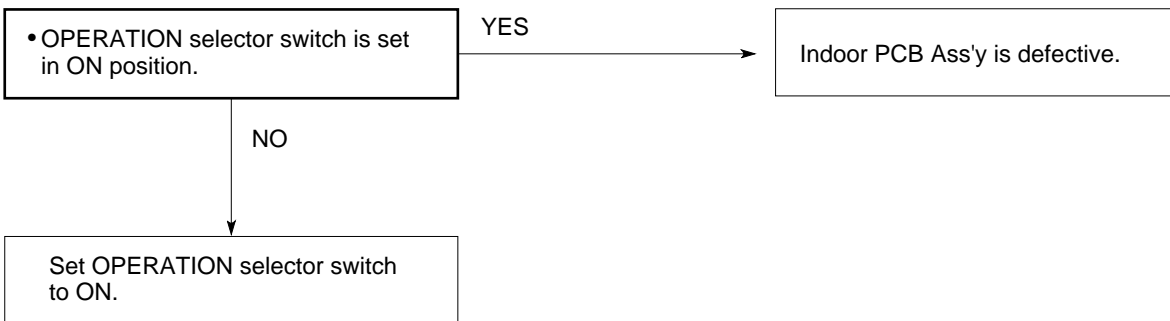 • OPERATION selector switch is set
in ON position.
YES
Indoor PCB Ass'y is defective.
NO
Set OPERATION selector switch
to ON.